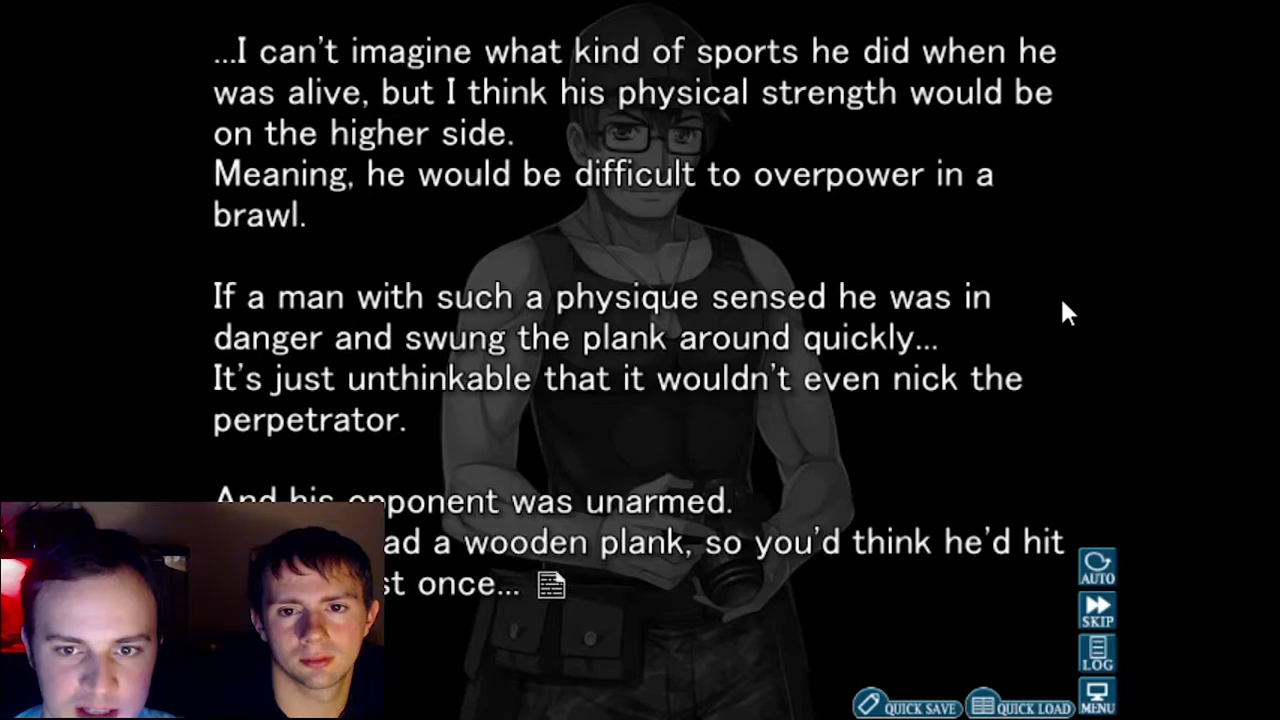 ...I can't imagine what kind of sports he did when he
was alive, but I think his physical strength would be
on the higher side.
Meaning, he would be difficult to overpower in a
brawl.
If a man with such a physique sensed he was in
danger and swung the plank around quickly...
It's just unthinkable that it wouldn't even nick the
perpetrator.
And his opponent was unarmed.
ad a wooden plank, so you'd think he'd hit
st once...
AUTO
SKIP
LOG
MENU
QUICK SAVE
QUICK LOAD